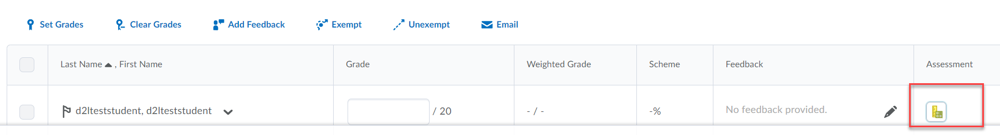 Set Grades Clear Grades Add Feedback Exempt Unexempt Email
Last Name , First Name Grade Weighted Grade Scheme Feedback Assessment
d2lteststudent, d2lteststudent / 20 - / - -% No feedback provided.